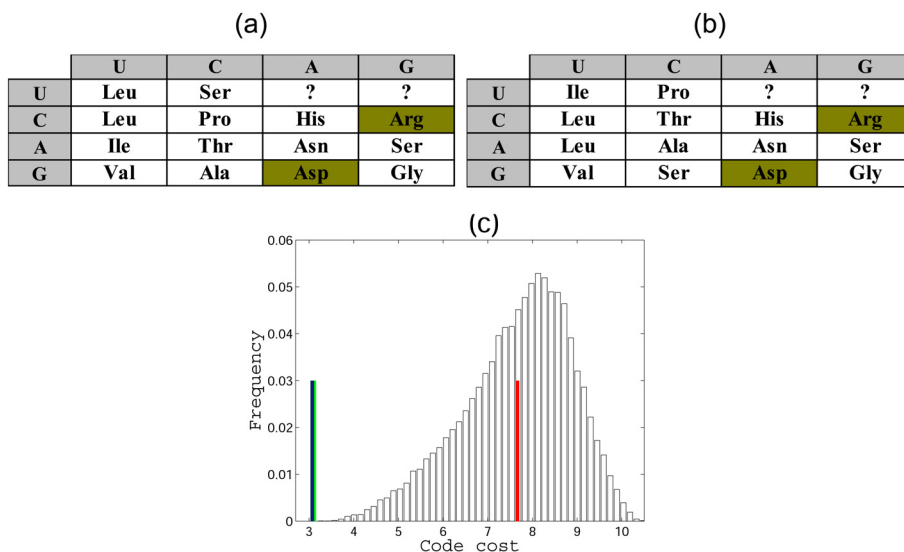 (a)
U C A G
U Leu Ser ? ?
C Leu Pro His Arg
A Ile Thr Asn Ser
G Val Ala Asp Gly
(b)
U C A G
U Ile Pro ? ?
C Leu Thr His Arg
A Leu Ala Asn Ser
G Val Ser Asp Gly
(c)
Frequency
0.06
0.05
0.04
0.03
0.02
0.01
0
3 4 5 6 7 8 9 10
Code cost